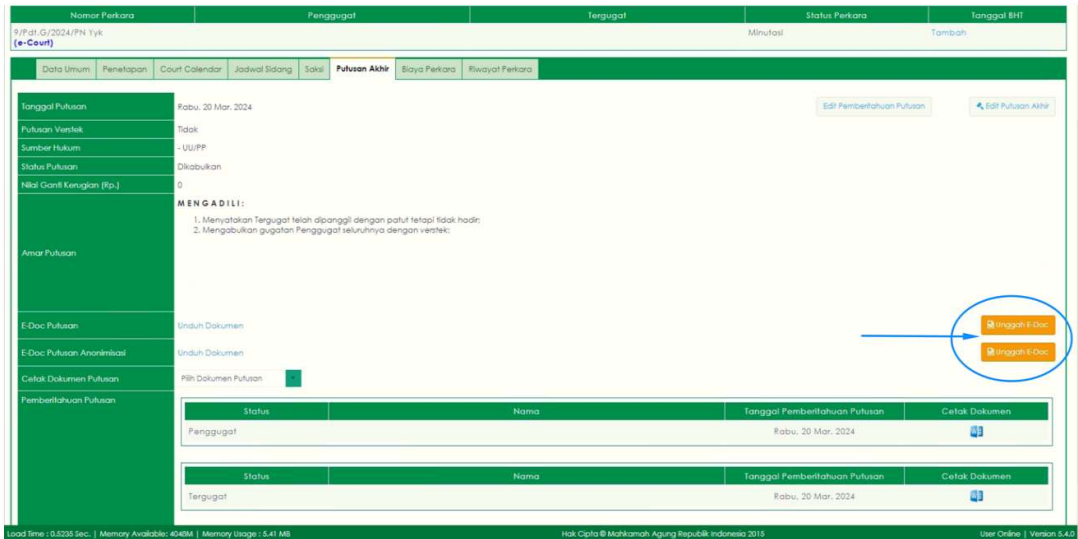 Nomor Perkara Penggugat Tergugat Status Perkara Tanggal BHT
9/Pdt.G/2024/PN Yyk Minutasi Tambah
(e-Court)
Data Umum Penetapan Court Calendar Jadwal Sidang Saksi Putusan Akhir Biaya Perkara Riwayat Perkara
Tanggal Putusan Rabu, 20 Mar. 2024 Edit Pemberitahuan Putusan Edit Putusan Akhir
Putusan Verstek Tidak
Sumber Hukum - UU/PP
Status Putusan Dikabulkan
Nilai Ganti Kerugian (Rp.) 0
MENGADILI:
1. Menyatakan Tergugat telah dipanggil dengan patut tetapi tidak hadir;
2. Mengabulkan gugatan Penggugat seluruhnya dengan verstek;
Amar Putusan
E-Doc Putusan Unduh Dokumen Unggah E-Doc
E-Doc Putusan Anonimisasi Unduh Dokumen Unggah E-Doc
Cetak Dokumen Putusan Pilih Dokumen Putusan
Pemberitahuan Putusan
Status Nama Tanggal Pemberitahuan Putusan Cetak Dokumen
Penggugat Rabu, 20 Mar. 2024
Status Nama Tanggal Pemberitahuan Putusan Cetak Dokumen
Tergugat Rabu, 20 Mar. 2024
Load Time : 0.5235 Sec. | Memory Available: 4048M | Memory Usage : 5.41 MB Hak Cipta © Mahkamah Agung Republik Indonesia 2015 User Online | Version 5.4.0